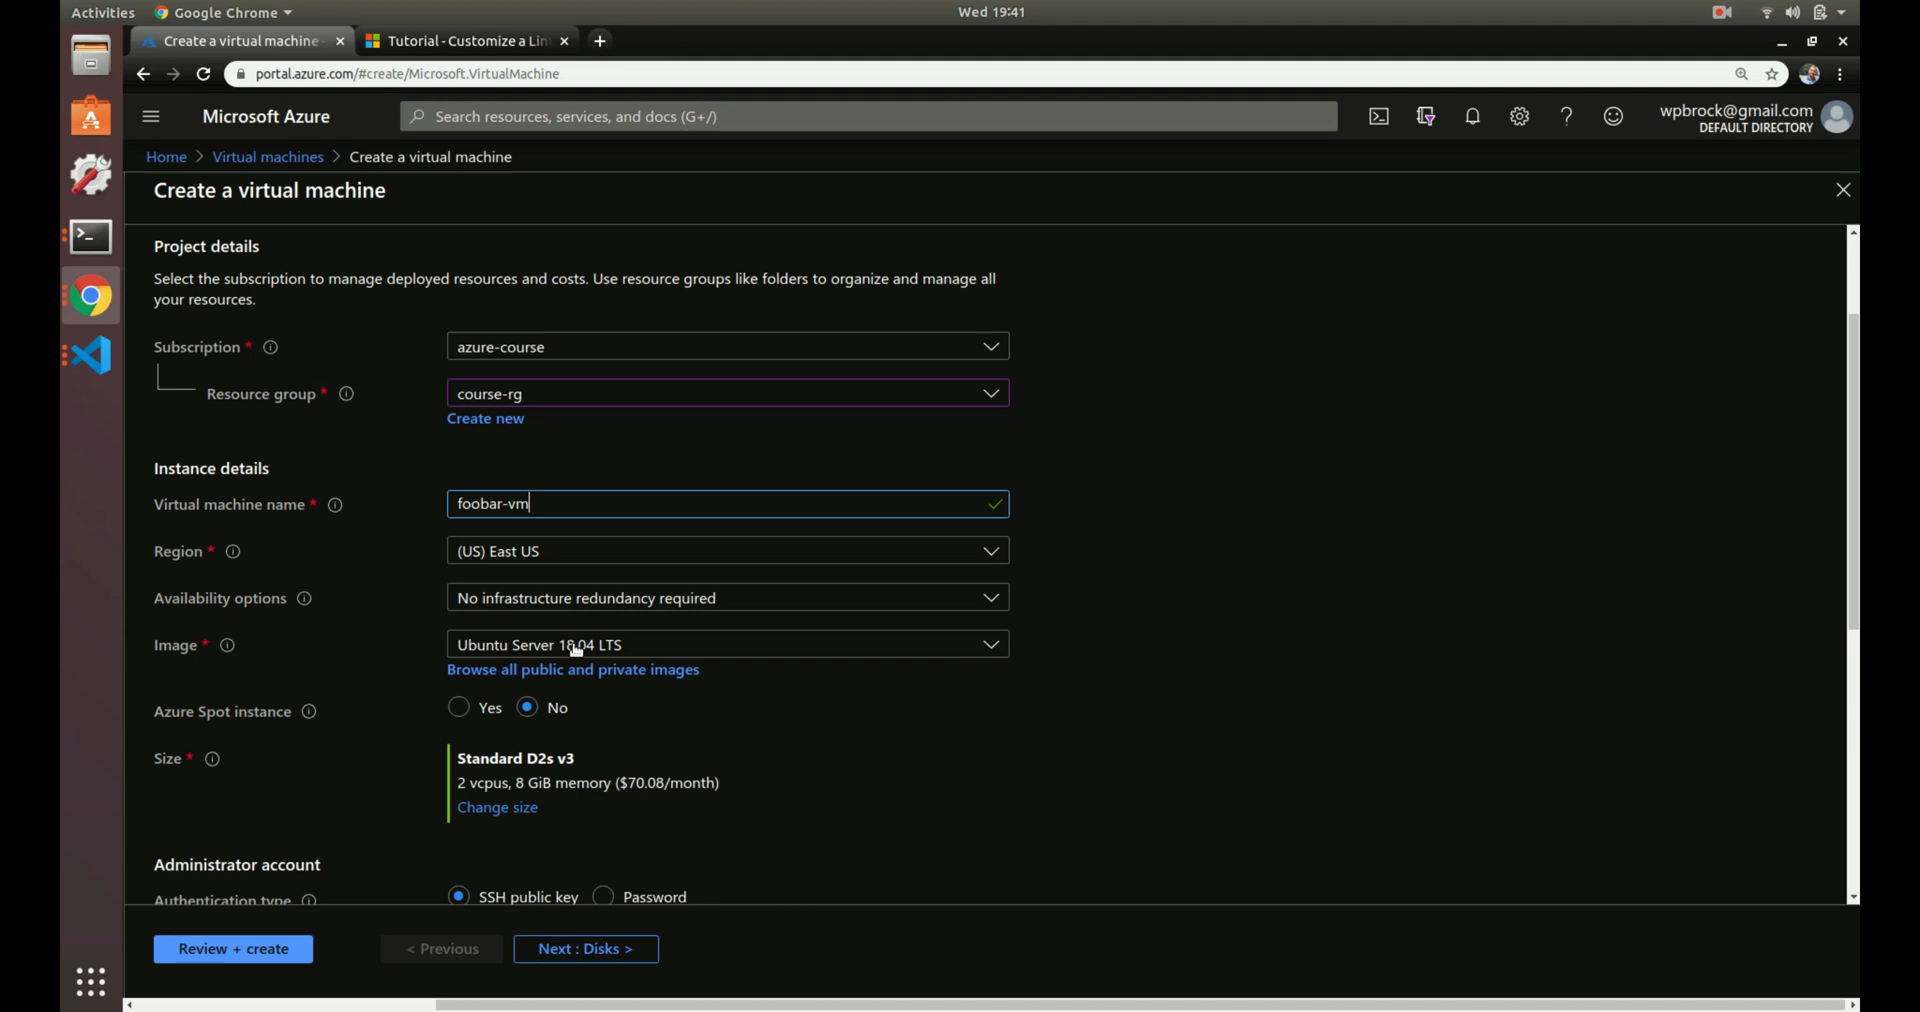 Activities Google Chrome Wed 19:41
Create a virtual machine - Tutorial - Customize a Lin
portal.azure.com/#create/Microsoft.VirtualMachine
Microsoft Azure Search resources, services, and docs (G+/) wpbrock@gmail.com
DEFAULT DIRECTORY
Home > Virtual machines > Create a virtual machine
Create a virtual machine
Project details
Select the subscription to manage deployed resources and costs. Use resource groups like folders to organize and manage all
your resources.
Subscription * azure-course
Resource group * course-rg
Create new
Instance details
Virtual machine name * foobar-vm
Region * (US) East US
Availability options No infrastructure redundancy required
Image * Ubuntu Server 18.04 LTS
Browse all public and private images
Azure Spot instance Yes No
Size * Standard D2s v3
2 vcpus, 8 GiB memory ($70.08/month)
Change size
Administrator account
Authentication type SSH public key Password
Review + create < Previous Next : Disks >